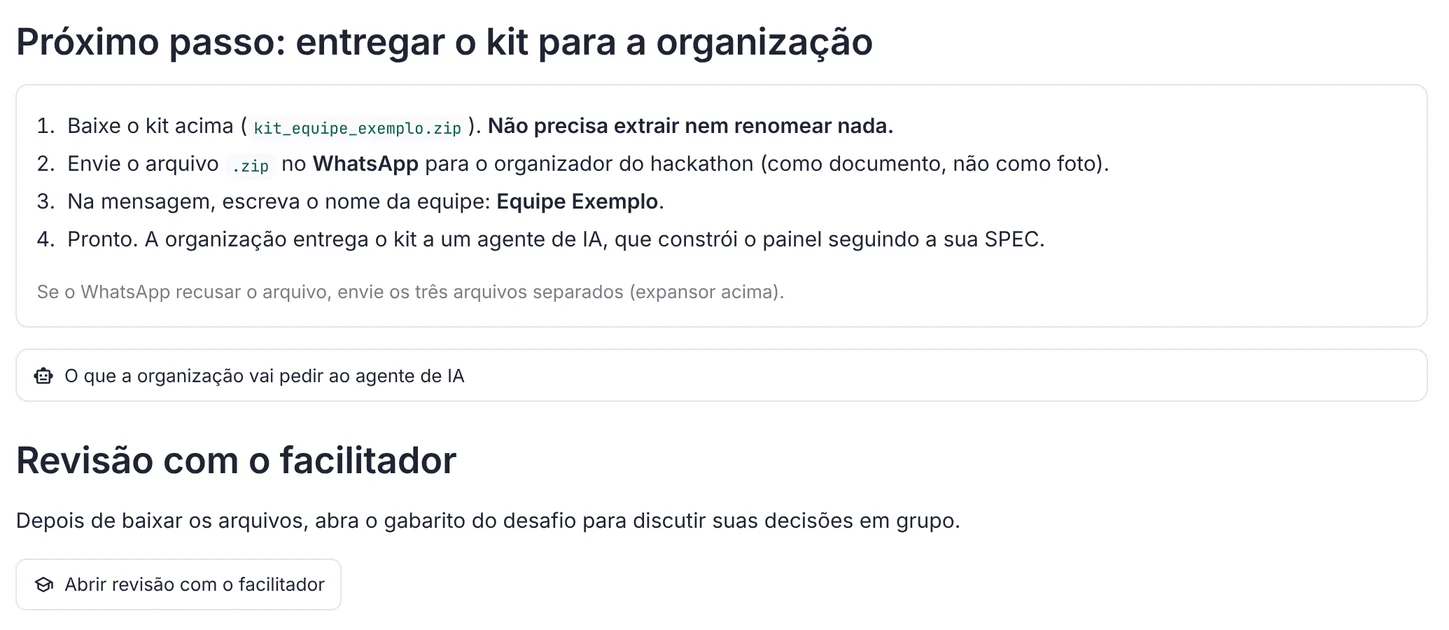 Próximo passo: entregar o kit para a organização
1. Baixe o kit acima ( kit_equipe_exemplo.zip ). Não precisa extrair nem renomear nada.
2. Envie o arquivo .zip no WhatsApp para o organizador do hackathon (como documento, não como foto).
3. Na mensagem, escreva o nome da equipe: Equipe Exemplo.
4. Pronto. A organização entrega o kit a um agente de IA, que constrói o painel seguindo a sua SPEC.
Se o WhatsApp recusar o arquivo, envie os três arquivos separados (expansor acima).
O que a organização vai pedir ao agente de IA
Revisão com o facilitador
Depois de baixar os arquivos, abra o gabarito do desafio para discutir suas decisões em grupo.
Abrir revisão com o facilitador